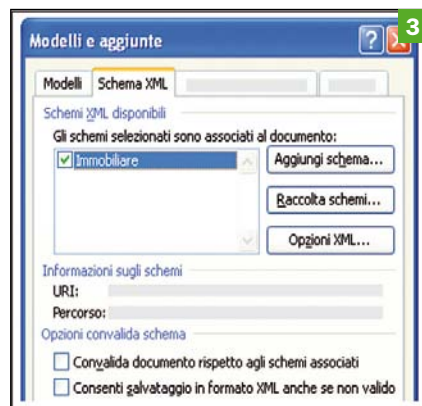 3
Modelli e aggiunte
Modelli Schema XML
Schemi XML disponibili
Gli schemi selezionati sono associati al documento:
Immobiliare
Aggiungi schema...
Raccolta schemi...
Opzioni XML...
Informazioni sugli schemi
URI:
Percorso:
Opzioni convalida schema
Convalida documento rispetto agli schemi associati
Consenti salvataggio in formato XML anche se non valido